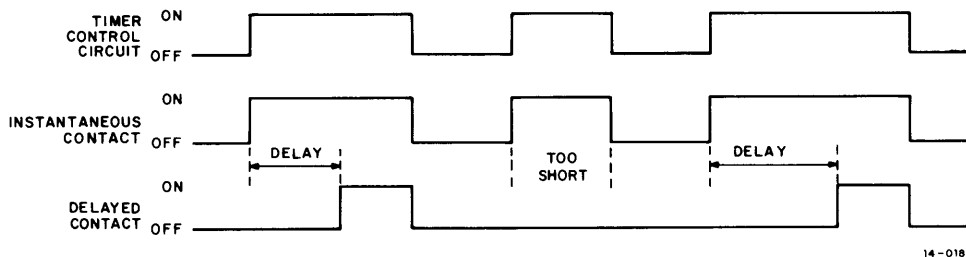 TIMER
CONTROL
CIRCUIT
ON
OFF
INSTANTANEOUS
CONTACT
ON
OFF
DELAY
TOO
SHORT
DELAY
DELAYED
CONTACT
ON
OFF
14-018